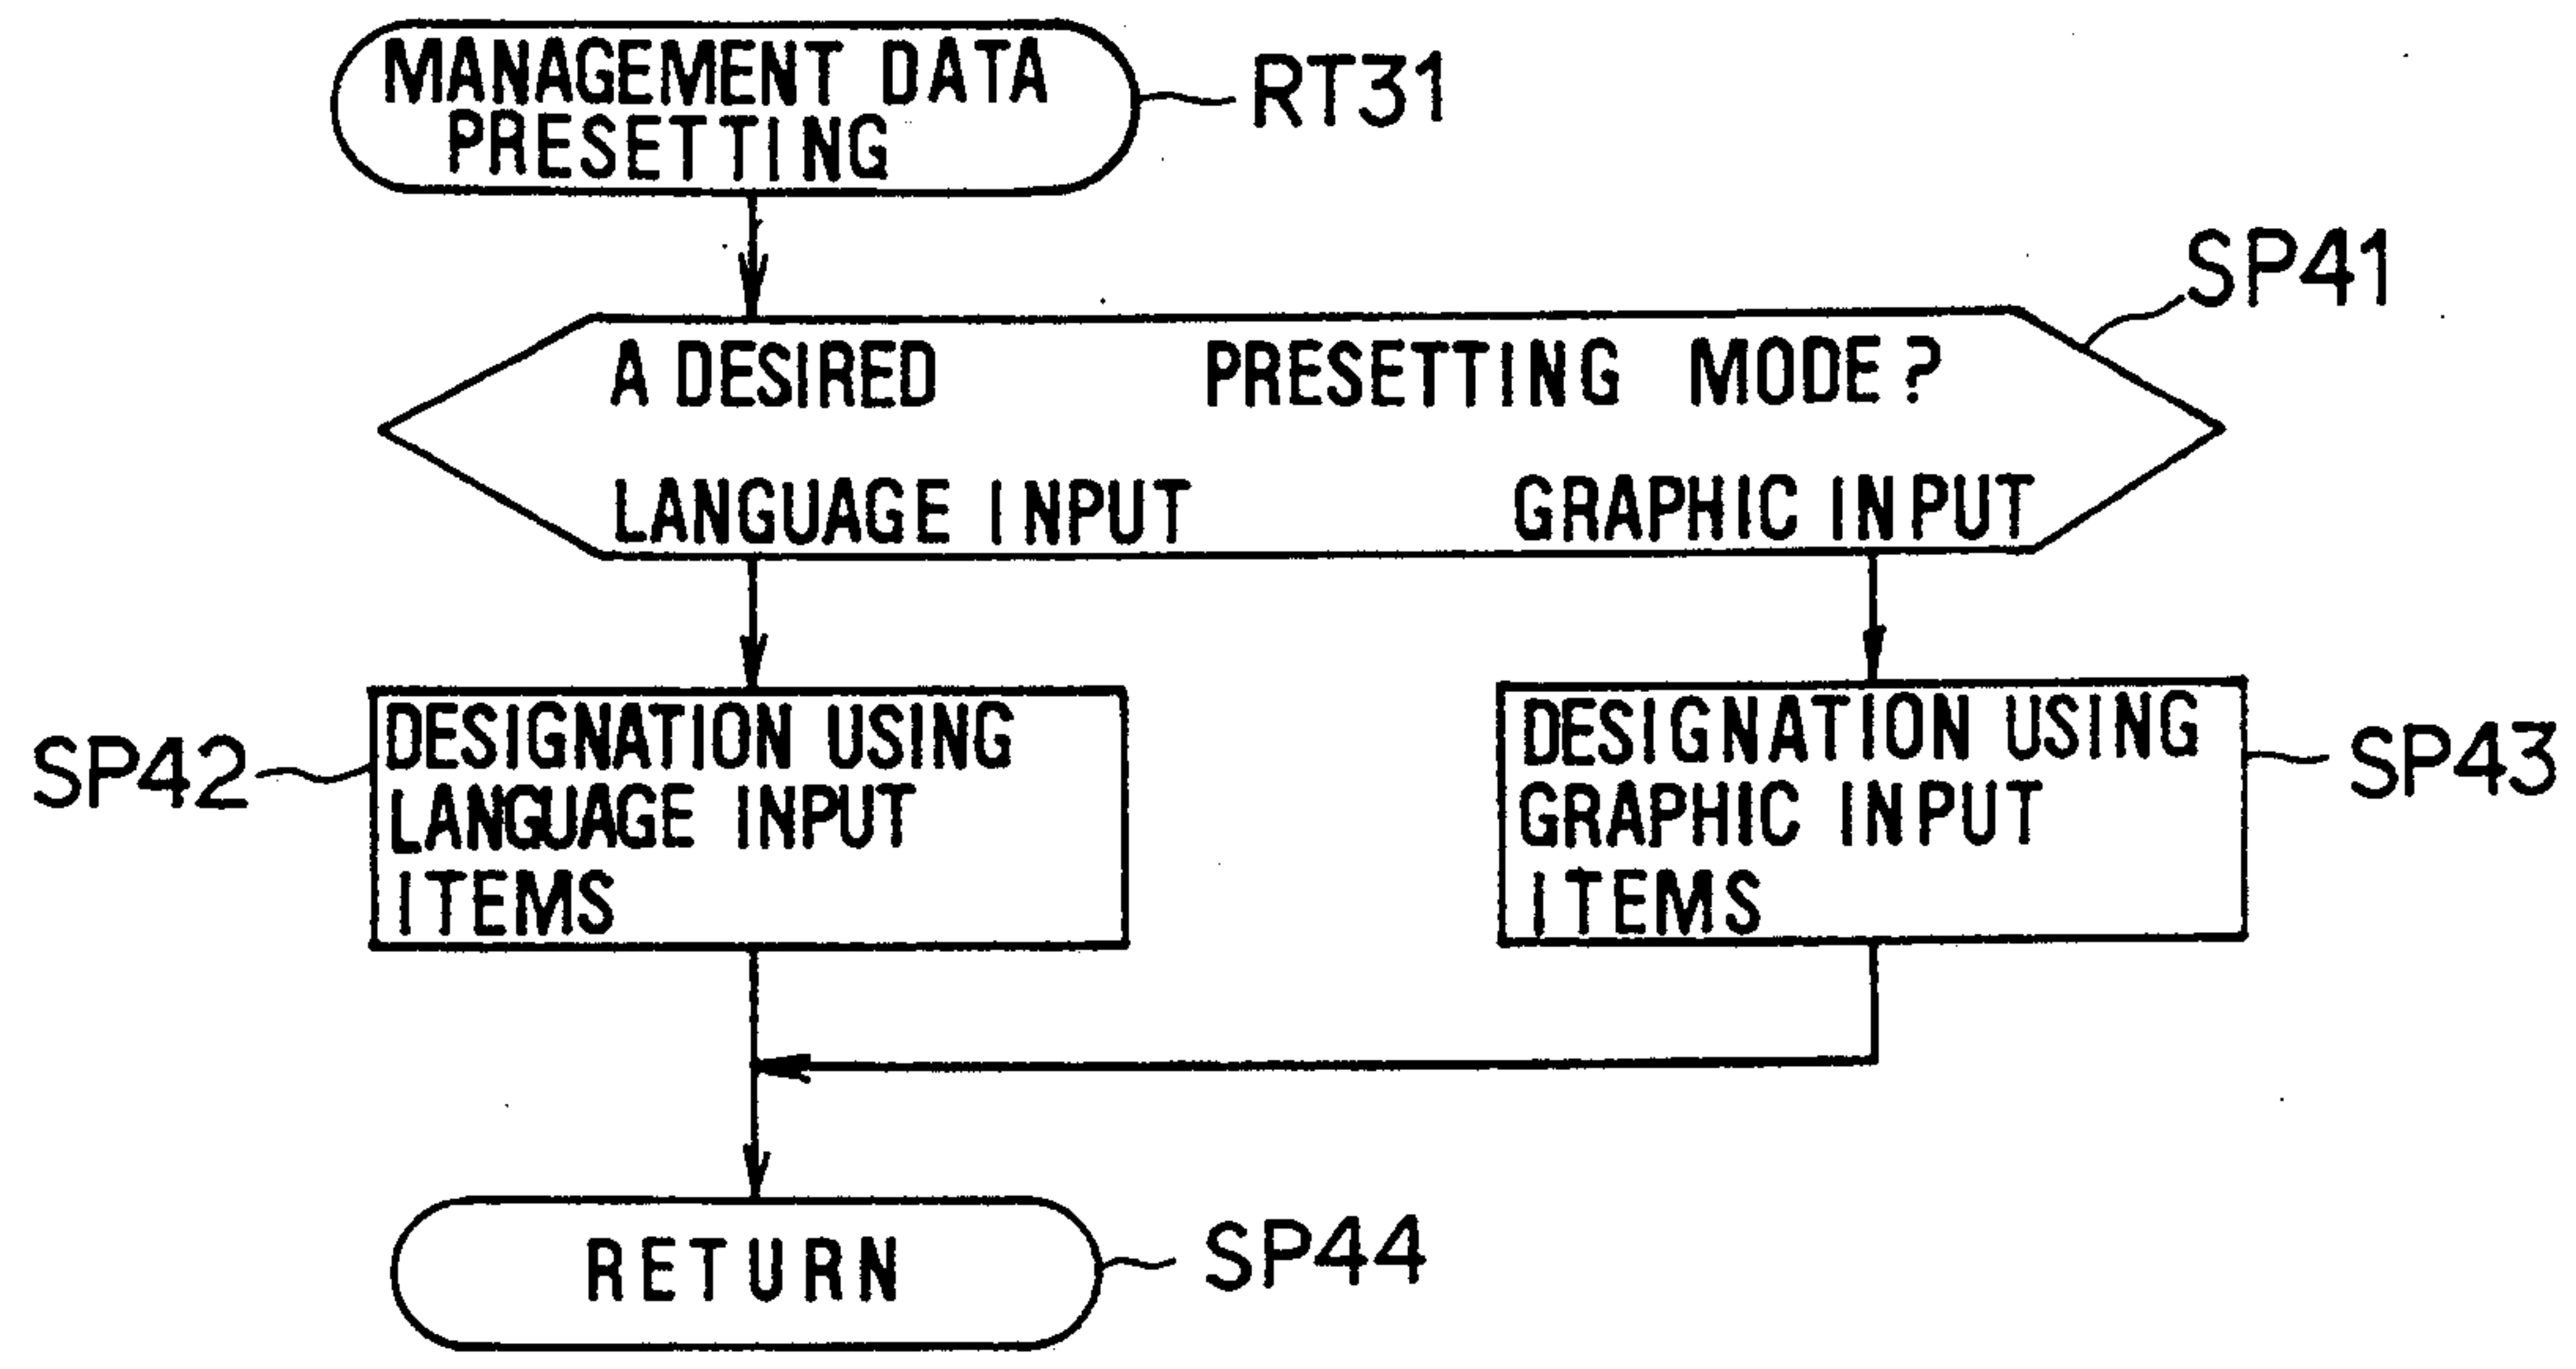 MANAGEMENT DATA
PRESETTING
RT31
SP41
A DESIRED PRESETTING MODE?
LANGUAGE INPUT GRAPHIC INPUT
SP42
DESIGNATION USING
LANGUAGE INPUT
ITEMS
DESIGNATION USING
GRAPHIC INPUT
ITEMS
SP43
RETURN
SP44